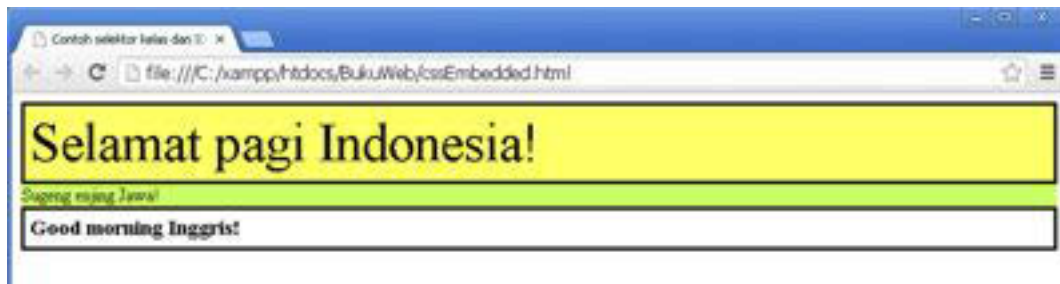 Contoh selektor kelas dan I
file:///C:/xampp/htdocs/BukuWeb/cssEmbedded.html
Selamat pagi Indonesia!
Sugeng enjing Jawa!
Good morning Inggris!